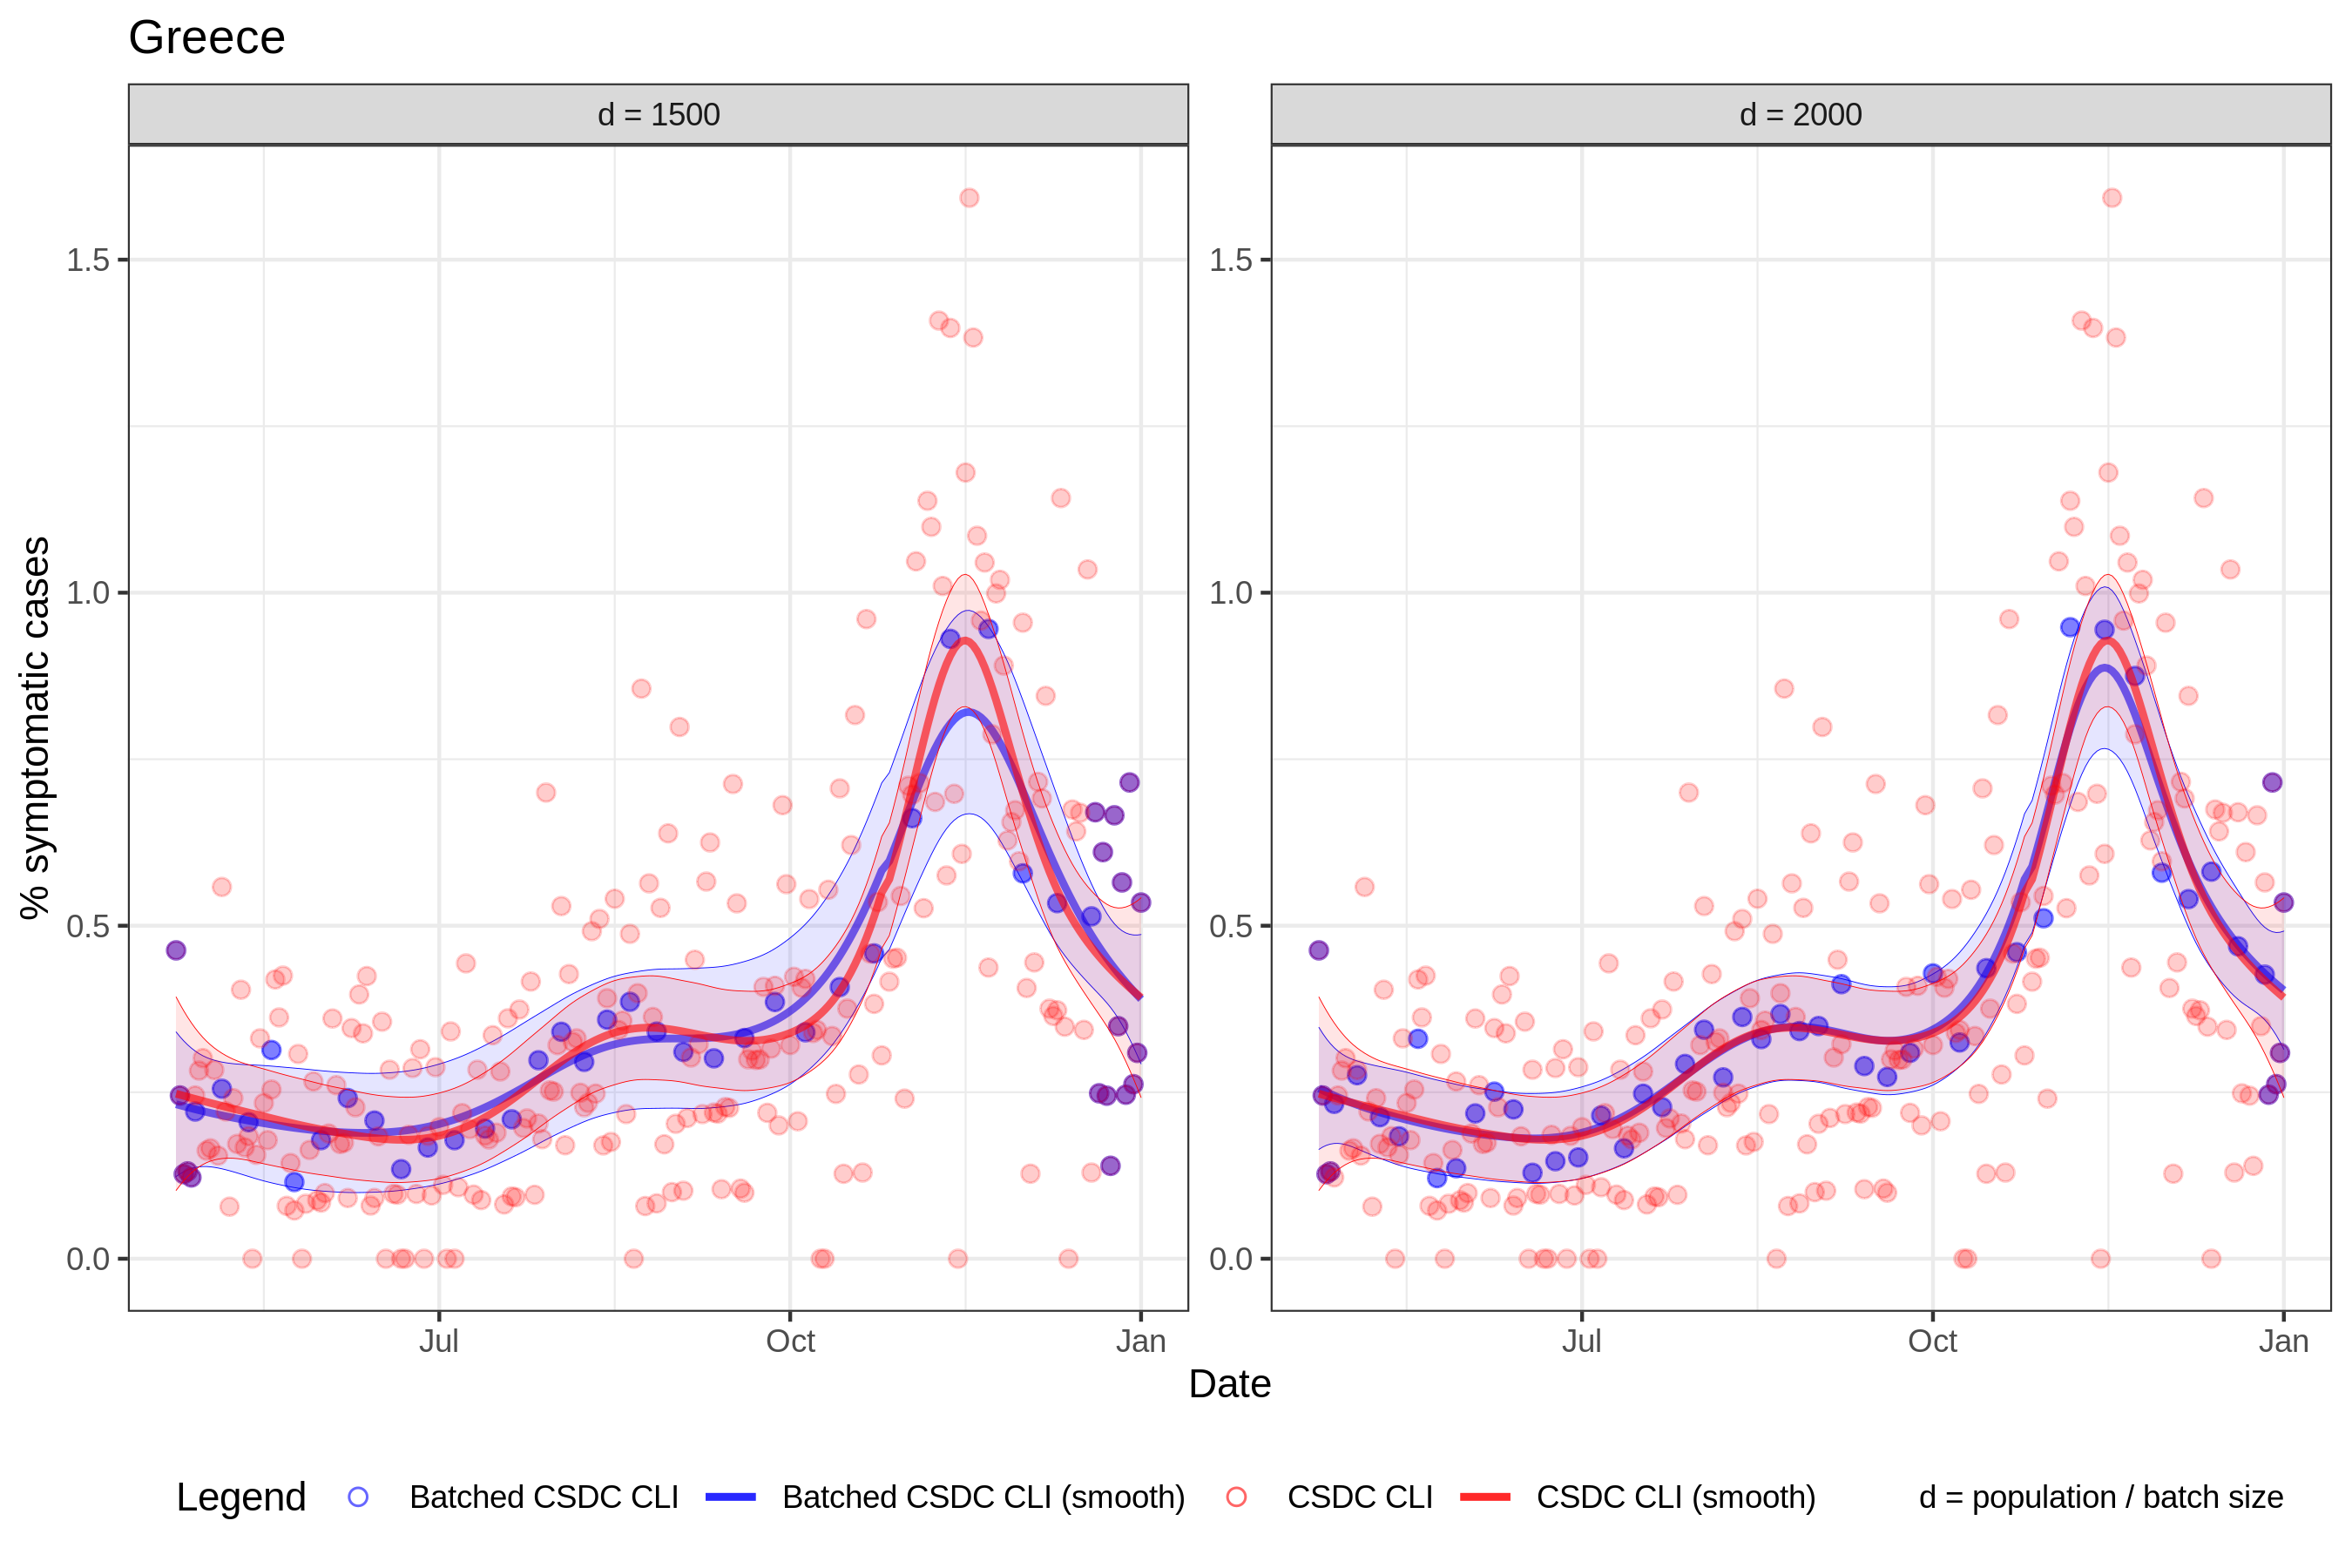 Greece
d = 1500
d = 2000
% symptomatic cases
1.5
1.0
0.5
0.0
1.5
1.0
0.5
0.0
Jul
Oct
Jan
Jul
Oct
Jan
Date
Legend
Batched CSDC CLI
Batched CSDC CLI (smooth)
CSDC CLI
CSDC CLI (smooth)
d = population / batch size